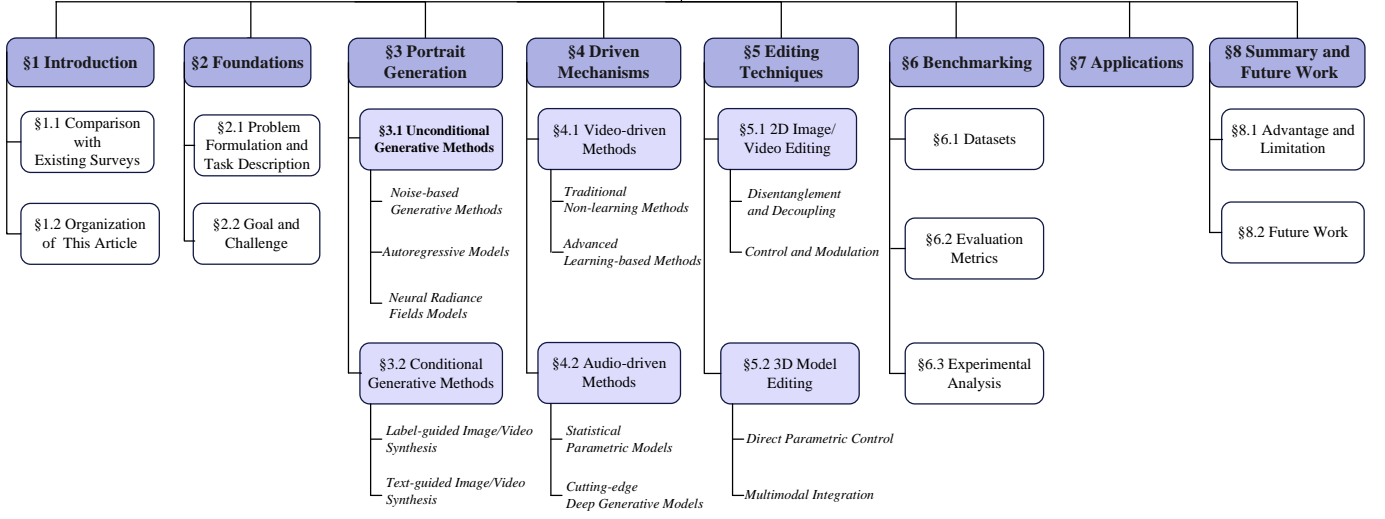 §1 Introduction
§1.1 Comparison
with
Existing Surveys
§1.2 Organization
of This Article
§2 Foundations
§2.1 Problem
Formulation and
Task Description
§2.2 Goal and
Challenge
§3 Portrait
Generation
§3.1 Unconditional
Generative Methods
Noise-based
Generative Methods
Autoregressive Models
Neural Radiance
Fields Models
§3.2 Conditional
Generative Methods
Label-guided Image/Video
Synthesis
Text-guided Image/Video
Synthesis
§4 Driven
Mechanisms
§4.1 Video-driven
Methods
Traditional
Non-learning Methods
Advanced
Learning-based Methods
§4.2 Audio-driven
Methods
Statistical
Parametric Models
Cutting-edge
Deep Generative Models
§5 Editing
Techniques
§5.1 2D Image/
Video Editing
Disentanglement
and Decoupling
Control and Modulation
§5.2 3D Model
Editing
Direct Parametric Control
Multimodal Integration
§6 Benchmarking
§6.1 Datasets
§6.2 Evaluation
Metrics
§6.3 Experimental
Analysis
§7 Applications
§8 Summary and
Future Work
§8.1 Advantage and
Limitation
§8.2 Future Work